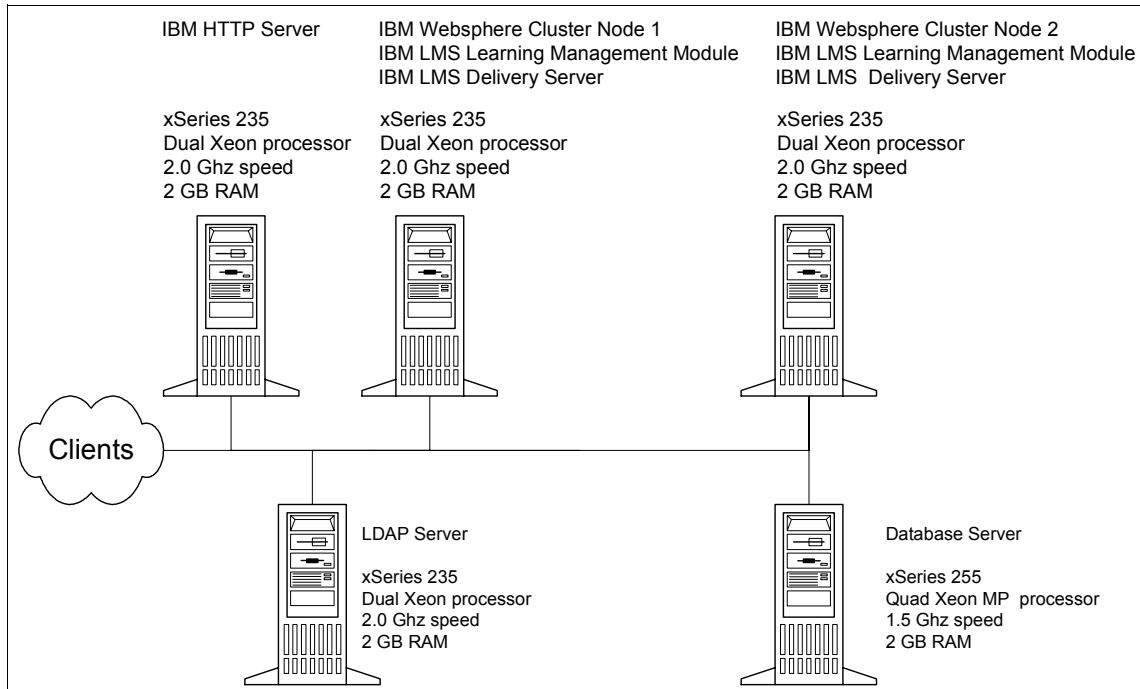 IBM HTTP Server
IBM Websphere Cluster Node 1
IBM LMS Learning Management Module
IBM LMS Delivery Server
IBM Websphere Cluster Node 2
IBM LMS Learning Management Module
IBM LMS  Delivery Server
xSeries 235
Dual Xeon processor
2.0 Ghz speed
2 GB RAM
xSeries 235
Dual Xeon processor
2.0 Ghz speed
2 GB RAM
xSeries 235
Dual Xeon processor
2.0 Ghz speed
2 GB RAM
Clients
LDAP Server
xSeries 235
Dual Xeon processor
2.0 Ghz speed
2 GB RAM
Database Server
xSeries 255
Quad Xeon MP  processor
1.5 Ghz speed
2 GB RAM